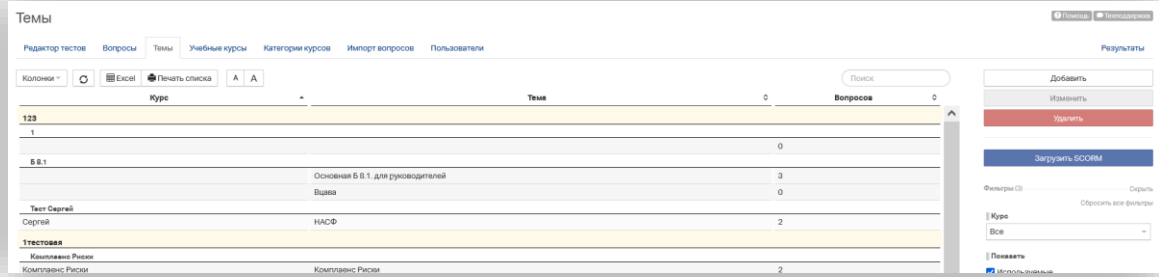 Темы
Помощь Техподдержка
Редактор тестов Вопросы Темы Учебные курсы Категории курсов Импорт вопросов Пользователи Результаты
Колонки Excel Печать списка A A Поиск Добавить
Курс Тема Вопросов Изменить
123 Удалить
1
0
Б 8.1 Загрузить SCORM
Основная Б 8.1. для руководителей 3
Вцава 0 Фильтры (3) Скрыть
Тест Сергей Сбросить все фильтры
Сергей НАСФ 2 Курс
Все
1тестовая
Комплаенс Риски Показать
Комплаенс Риски Комплаенс Риски 2 Используемые